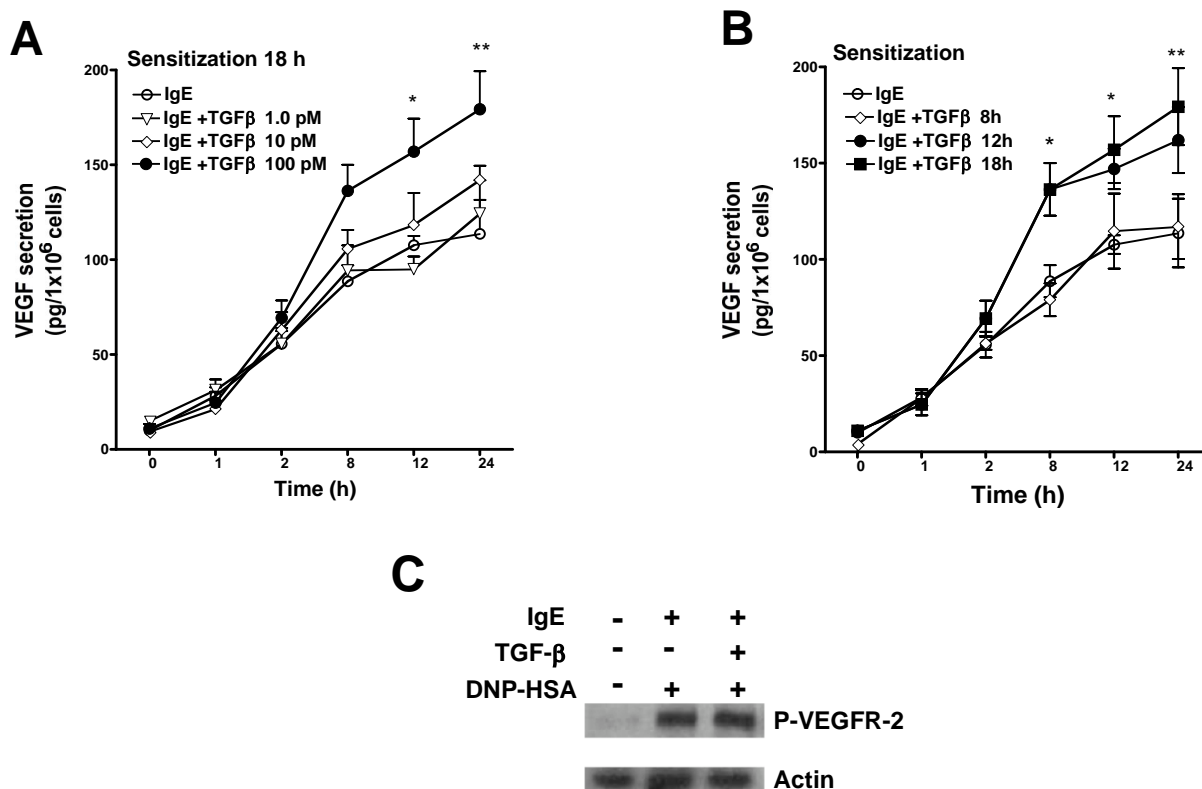 A
Sensitization 18 h
IgE
IgE +TGFβ 1.0 pM
IgE +TGFβ 10 pM
IgE +TGFβ 100 pM
*
**
200
150
100
50
0
VEGF secretion
(pg/1x10⁶ cells)
0 1 2 8 12 24
Time (h)
B
Sensitization
IgE
IgE +TGFβ 8h
IgE +TGFβ 12h
IgE +TGFβ 18h
*
*
**
200
150
100
50
0
VEGF secretion
(pg/1x10⁶ cells)
0 1 2 8 12 24
Time (h)
C
IgE - + +
TGF-β - - +
DNP-HSA - + +
P-VEGFR-2
Actin